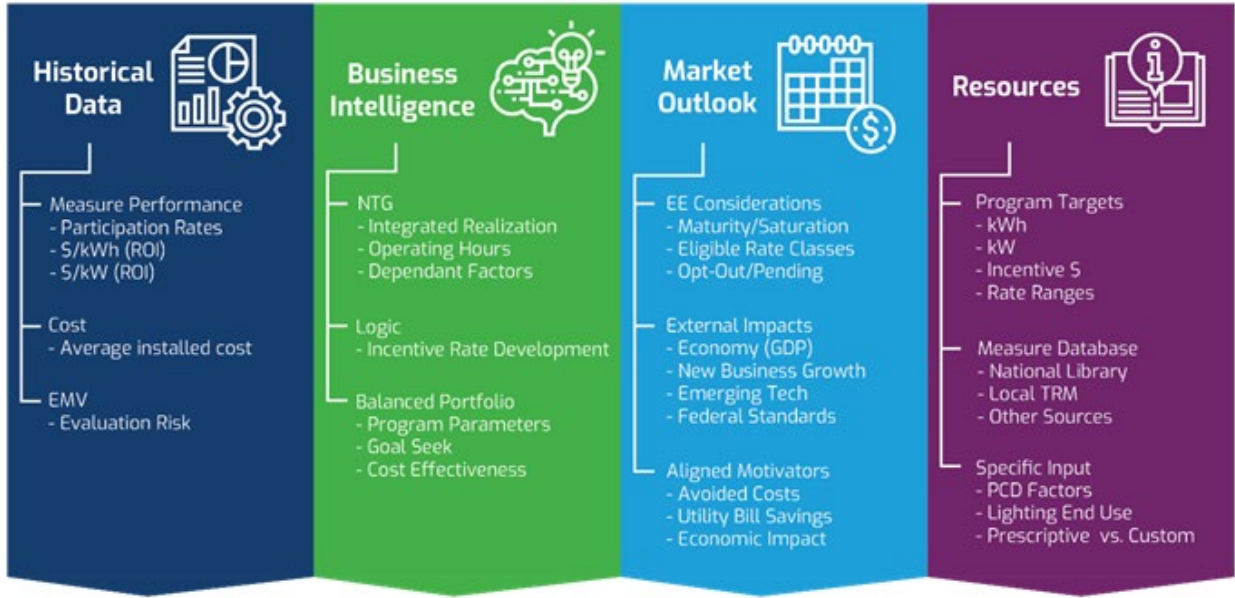 Historical
Data
Measure Performance
- Participation Rates
- S/kWh (ROI)
- S/kW (ROI)
Cost
- Average installed cost
EMV
- Evaluation Risk
Business
Intelligence
NTG
- Integrated Realization
- Operating Hours
- Dependant Factors
Logic
- Incentive Rate Development
Balanced Portfolio
- Program Parameters
- Goal Seek
- Cost Effectiveness
Market
Outlook
00000
$
EE Considerations
- Maturity/Saturation
- Eligible Rate Classes
- Opt-Out/Pending
External Impacts
- Economy (GDP)
- New Business Growth
- Emerging Tech
- Federal Standards
Aligned Motivators
- Avoided Costs
- Utility Bill Savings
- Economic Impact
Resources
i
Program Targets
- kWh
- kW
- Incentive S
- Rate Ranges
Measure Database
- National Library
- Local TRM
- Other Sources
Specific Input
- PCD Factors
- Lighting End Use
- Prescriptive vs. Custom